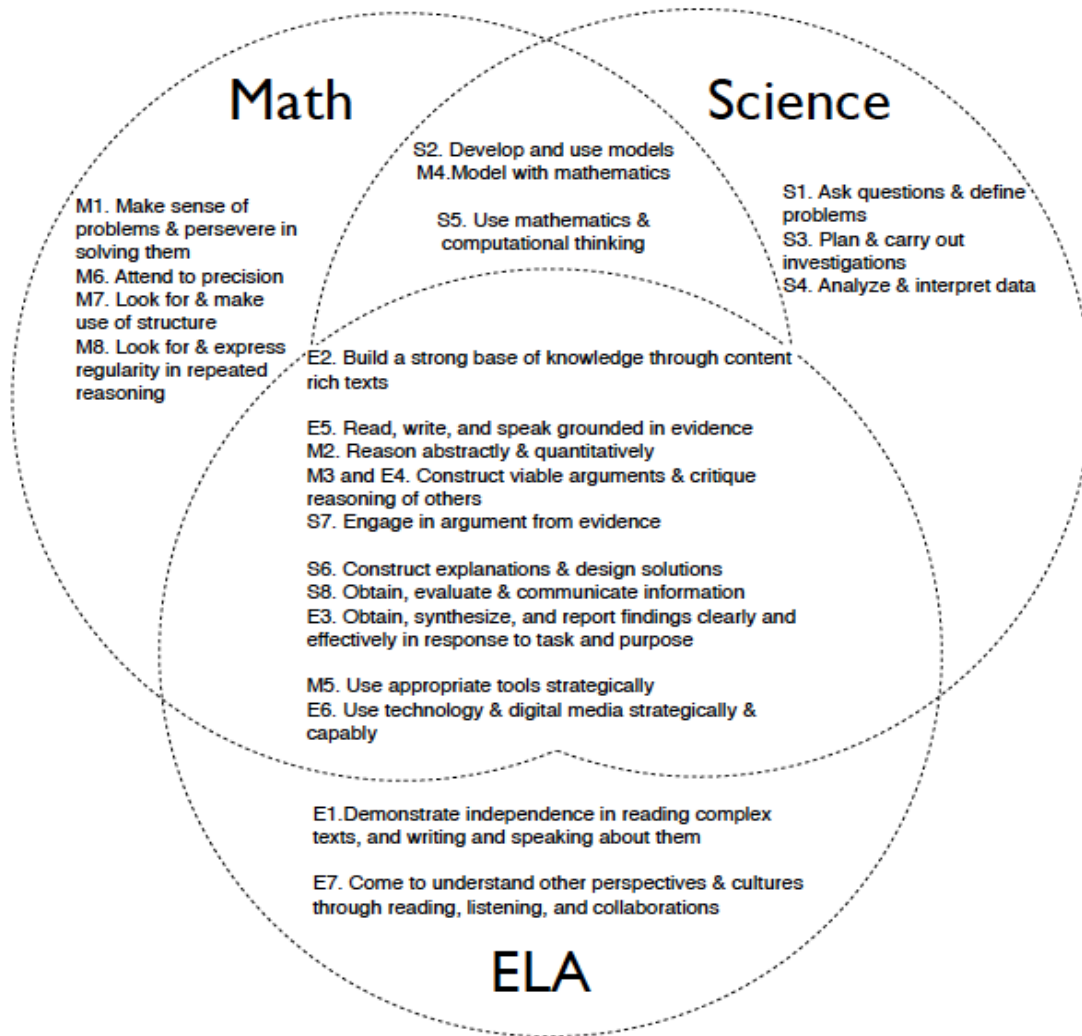 Math
Science
S2. Develop and use models
M4.Model with mathematics
S5. Use mathematics &
computational thinking
M1. Make sense of
problems & persevere in
solving them
M6. Attend to precision
M7. Look for & make
use of structure
M8. Look for & express
regularity in repeated
reasoning
S1. Ask questions & define
problems
S3. Plan & carry out
investigations
S4. Analyze & interpret data
E2. Build a strong base of knowledge through content
rich texts
E5. Read, write, and speak grounded in evidence
M2. Reason abstractly & quantitatively
M3 and E4. Construct viable arguments & critique
reasoning of others
S7. Engage in argument from evidence
S6. Construct explanations & design solutions
S8. Obtain, evaluate & communicate information
E3. Obtain, synthesize, and report findings clearly and
effectively in response to task and purpose
M5. Use appropriate tools strategically
E6. Use technology & digital media strategically &
capably
E1.Demonstrate independence in reading complex
texts, and writing and speaking about them
E7. Come to understand other perspectives & cultures
through reading, listening, and collaborations
ELA